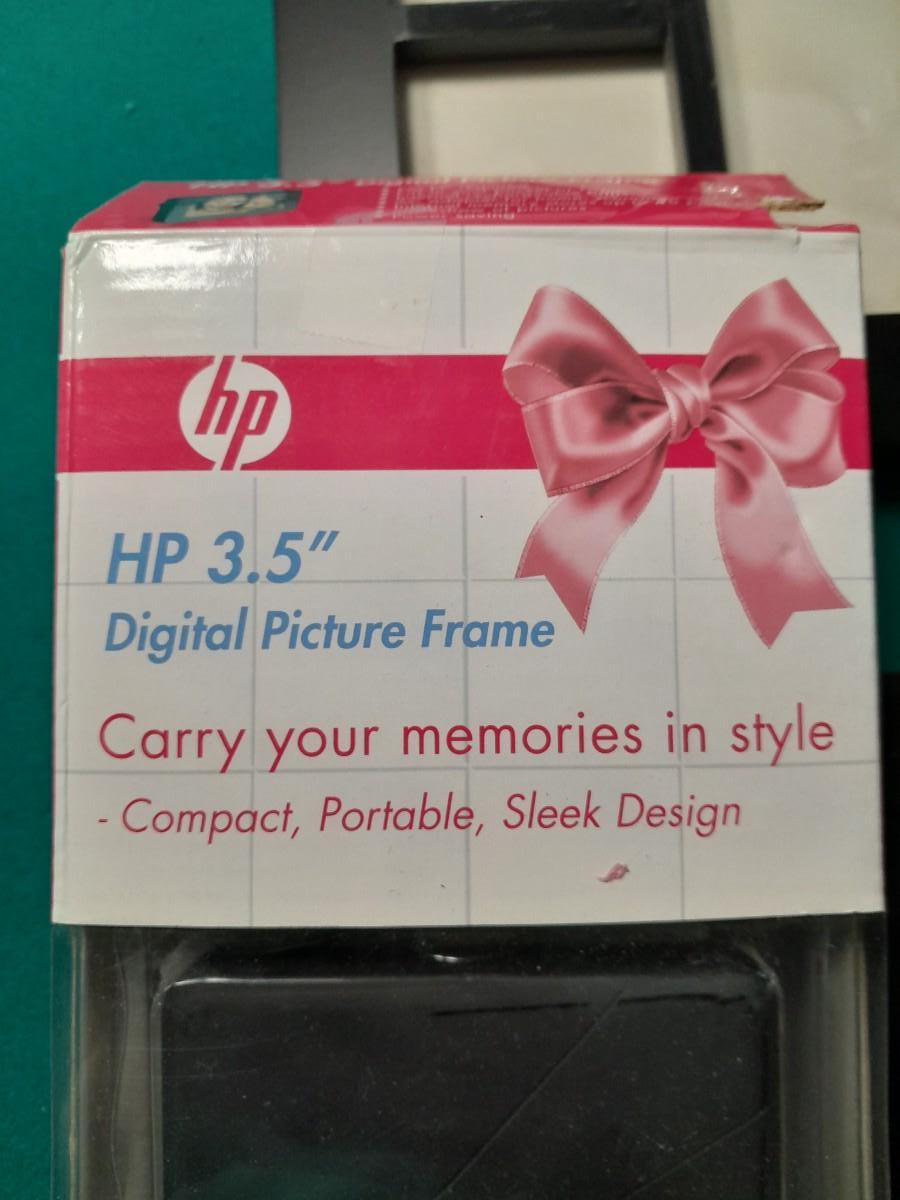 hp
HP 3.5"
Digital Picture Frame
Carry your memories in style
- Compact, Portable, Sleek Design